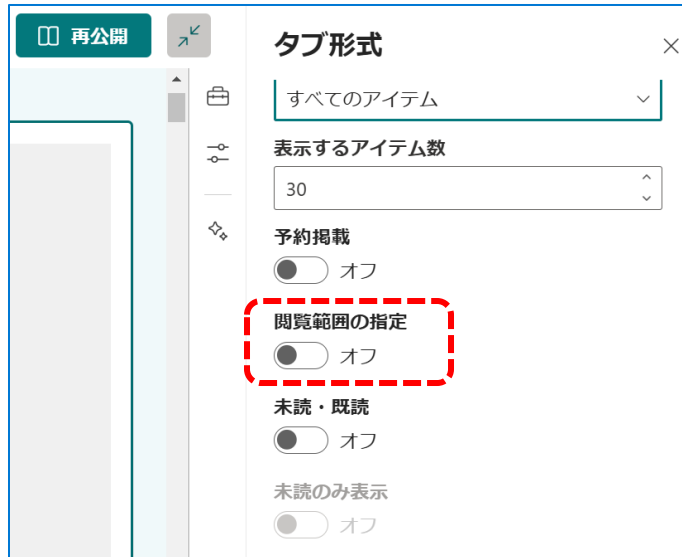 再公開
タブ形式
すべてのアイテム
表示するアイテム数
30
予約掲載
オフ
閲覧範囲の指定
オフ
未読・既読
オフ
未読のみ表示
オフ